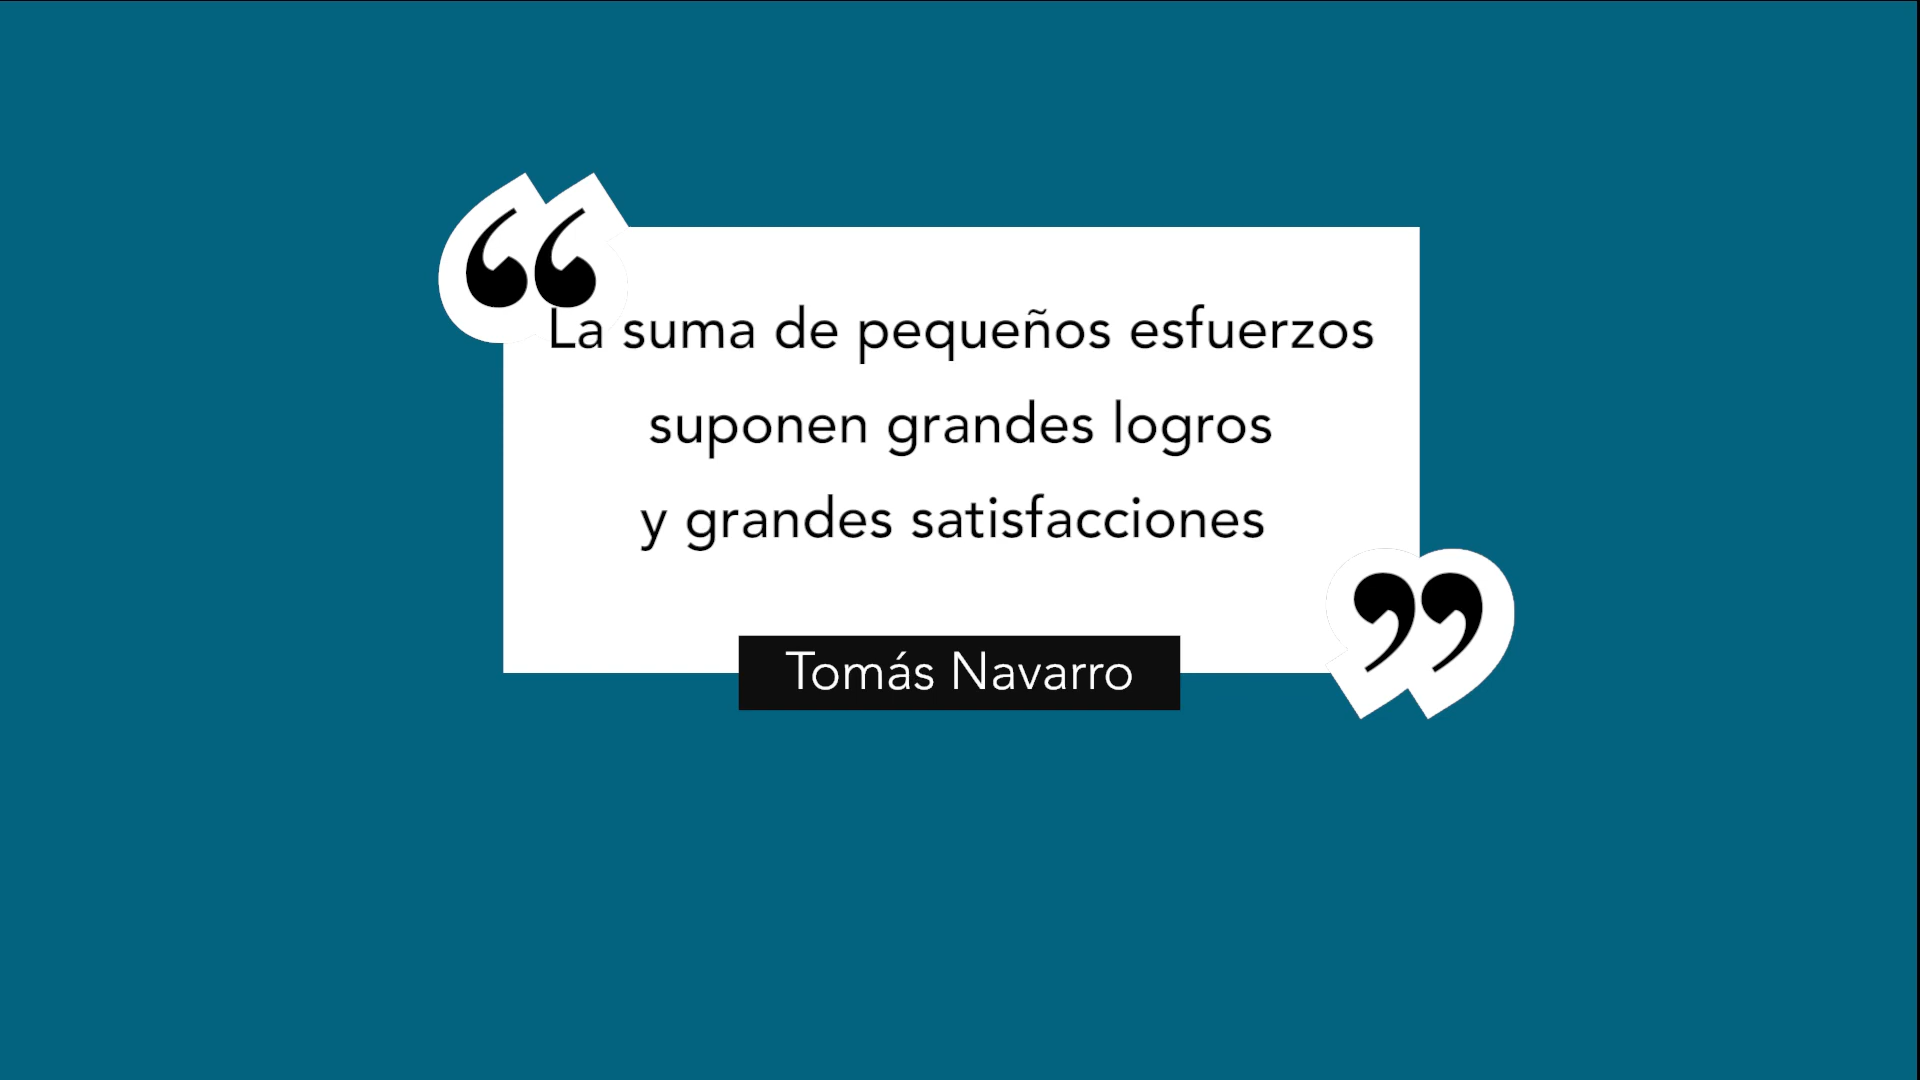 “
La suma de pequeños esfuerzos
suponen grandes logros
y grandes satisfacciones
”
Tomás Navarro